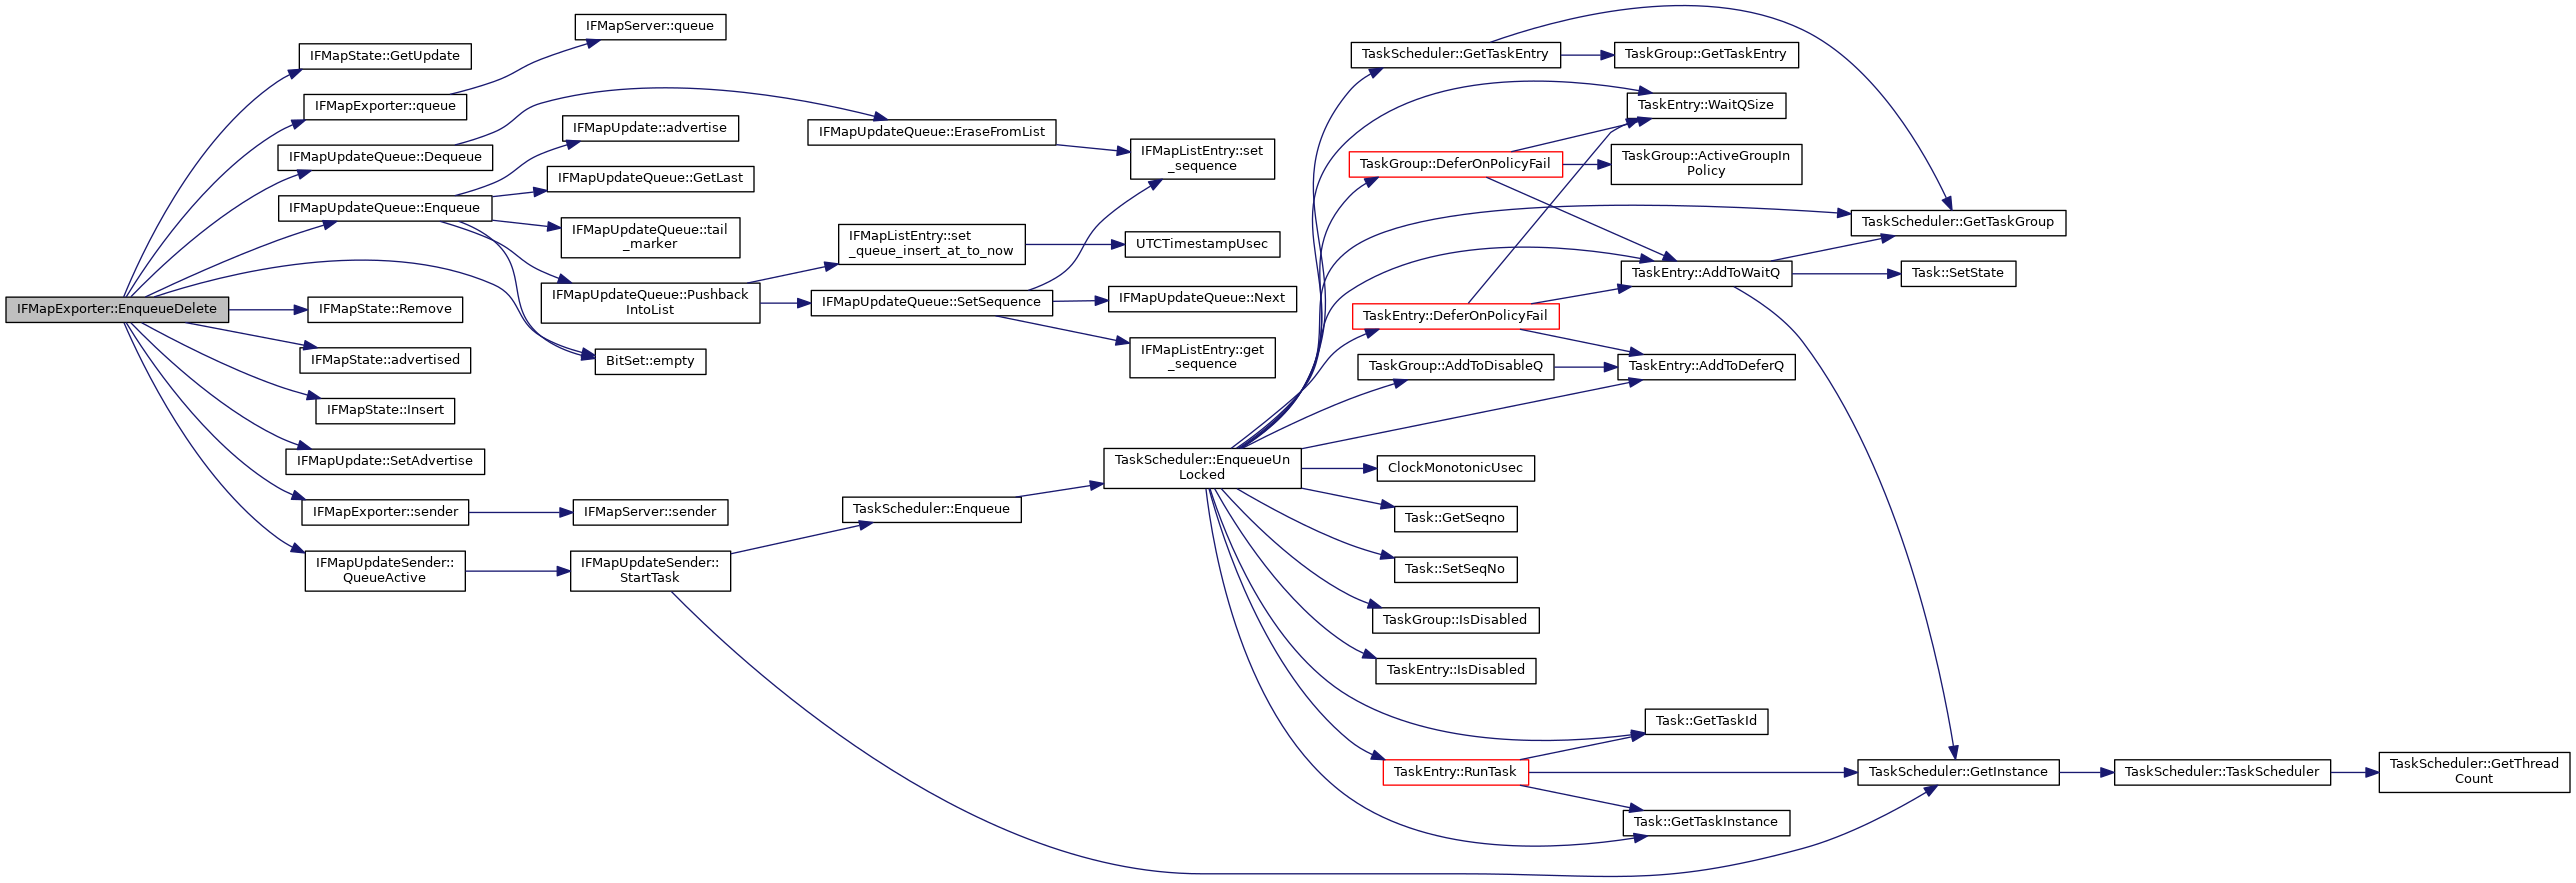 IFMapExporter::EnqueueDelete
IFMapState::GetUpdate
IFMapExporter::queue
IFMapUpdateQueue::Dequeue
IFMapUpdateQueue::Enqueue
IFMapState::Remove
IFMapState::advertised
IFMapState::Insert
IFMapUpdate::SetAdvertise
IFMapExporter::sender
IFMapUpdateSender::
QueueActive
IFMapServer::queue
IFMapUpdate::advertise
IFMapUpdateQueue::GetLast
IFMapUpdateQueue::tail
_marker
IFMapUpdateQueue::Pushback
IntoList
BitSet::empty
IFMapServer::sender
IFMapUpdateSender::
StartTask
IFMapUpdateQueue::EraseFromList
IFMapListEntry::set
_queue_insert_at_to_now
IFMapUpdateQueue::SetSequence
TaskScheduler::Enqueue
IFMapListEntry::set
_sequence
UTCTimestampUsec
IFMapUpdateQueue::Next
IFMapListEntry::get
_sequence
TaskScheduler::EnqueueUn
Locked
TaskScheduler::GetTaskEntry
TaskGroup::DeferOnPolicyFail
TaskEntry::DeferOnPolicyFail
TaskGroup::AddToDisableQ
ClockMonotonicUsec
Task::GetSeqno
Task::SetSeqNo
TaskGroup::IsDisabled
TaskEntry::IsDisabled
TaskEntry::RunTask
TaskGroup::GetTaskEntry
TaskEntry::WaitQSize
TaskGroup::ActiveGroupIn
Policy
TaskEntry::AddToWaitQ
TaskEntry::AddToDeferQ
Task::GetTaskId
Task::GetTaskInstance
TaskScheduler::GetTaskGroup
Task::SetState
TaskScheduler::GetInstance
TaskScheduler::TaskScheduler
TaskScheduler::GetThread
Count